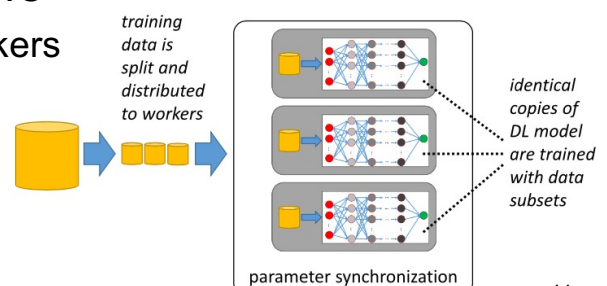 kers
training
data is
split and
distributed
to workers
identical
copies of
DL model
are trained
with data
subsets
parameter synchronization